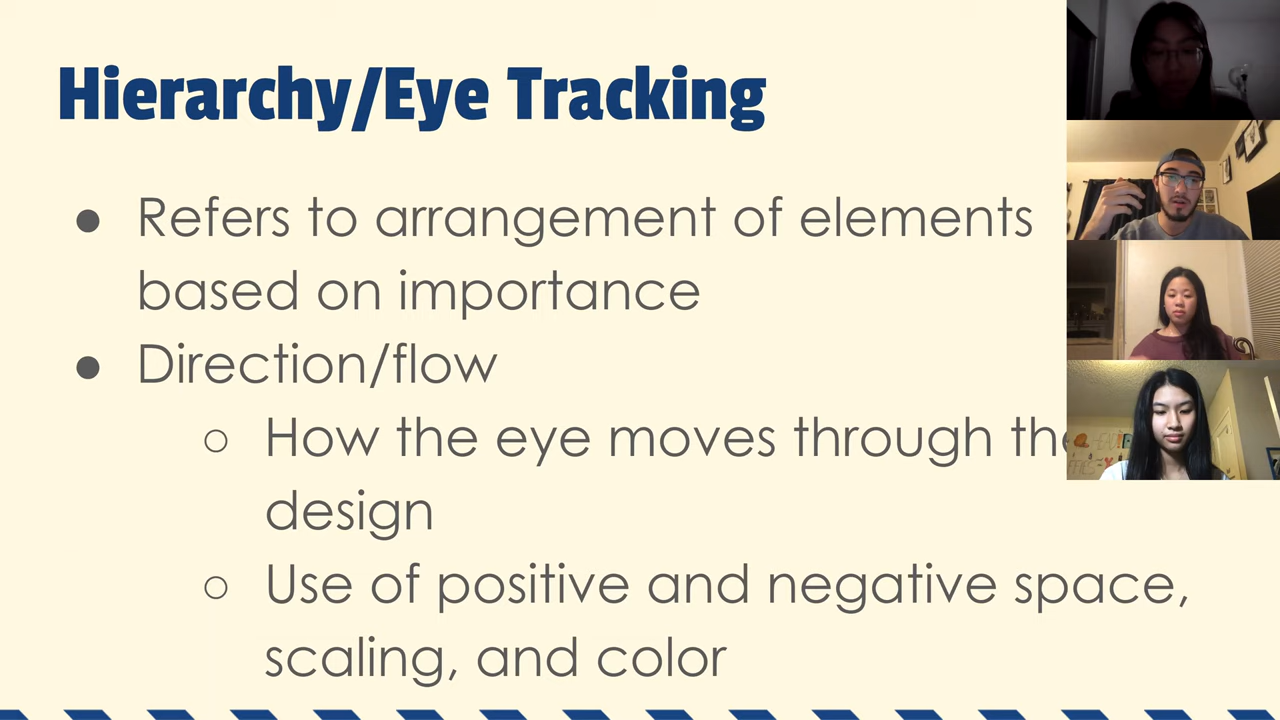 Hierarchy/Eye Tracking
● Refers to arrangement of elements
based on importance
● Direction/flow
○ How the eye moves through the
design
○ Use of positive and negative space,
scaling, and color